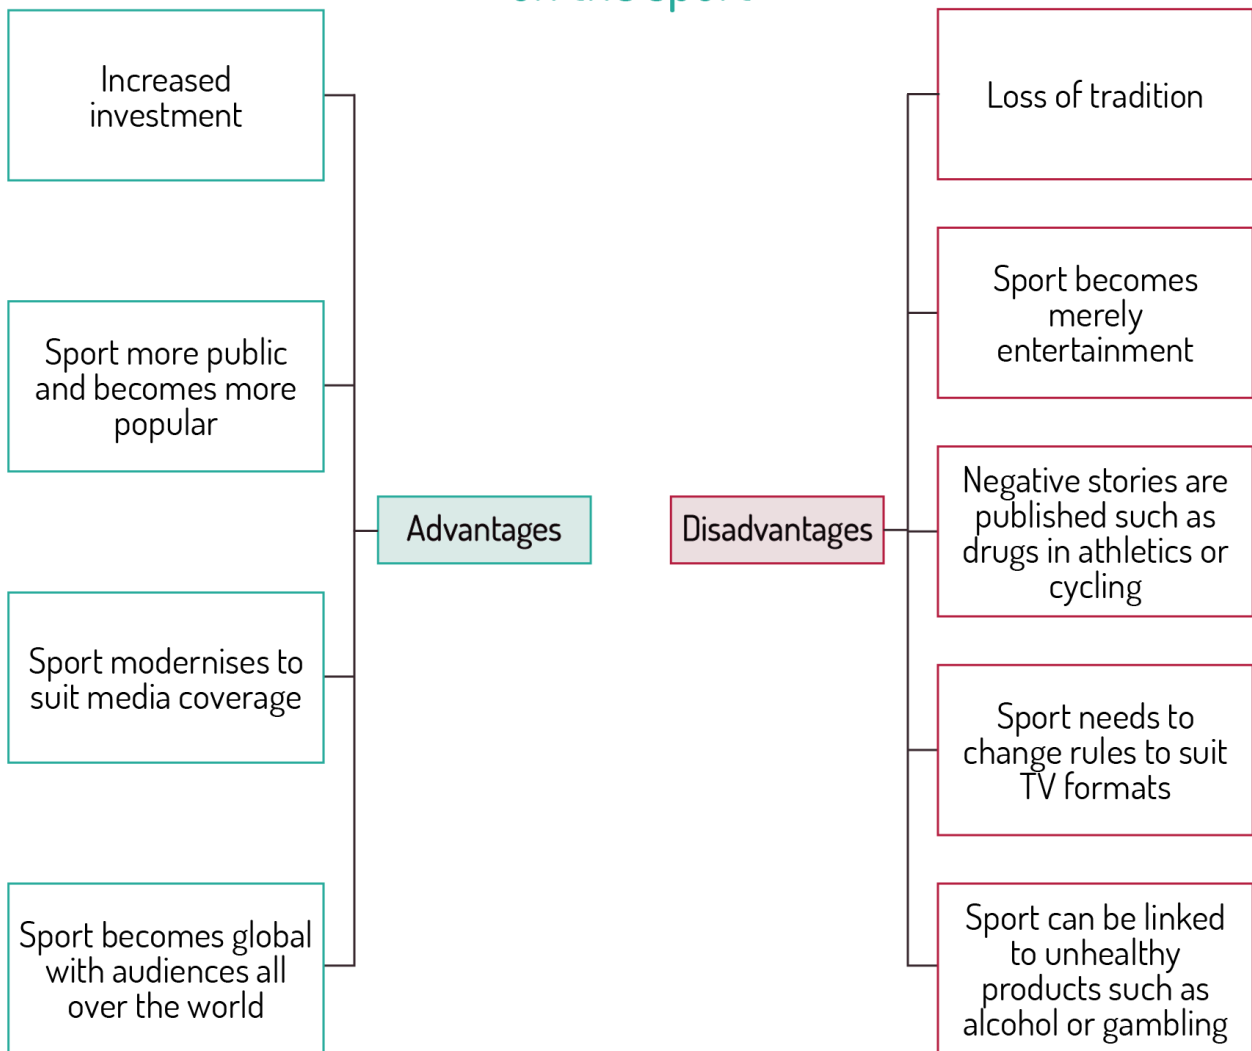 on the sport
Increased
investment
Sport more public
and becomes more
popular
Sport modernises to
suit media coverage
Sport becomes global
with audiences all
over the world
Advantages
Disadvantages
Loss of tradition
Sport becomes
merely
entertainment
Negative stories are
published such as
drugs in athletics or
cycling
Sport needs to
change rules to suit
TV formats
Sport can be linked
to unhealthy
products such as
alcohol or gambling